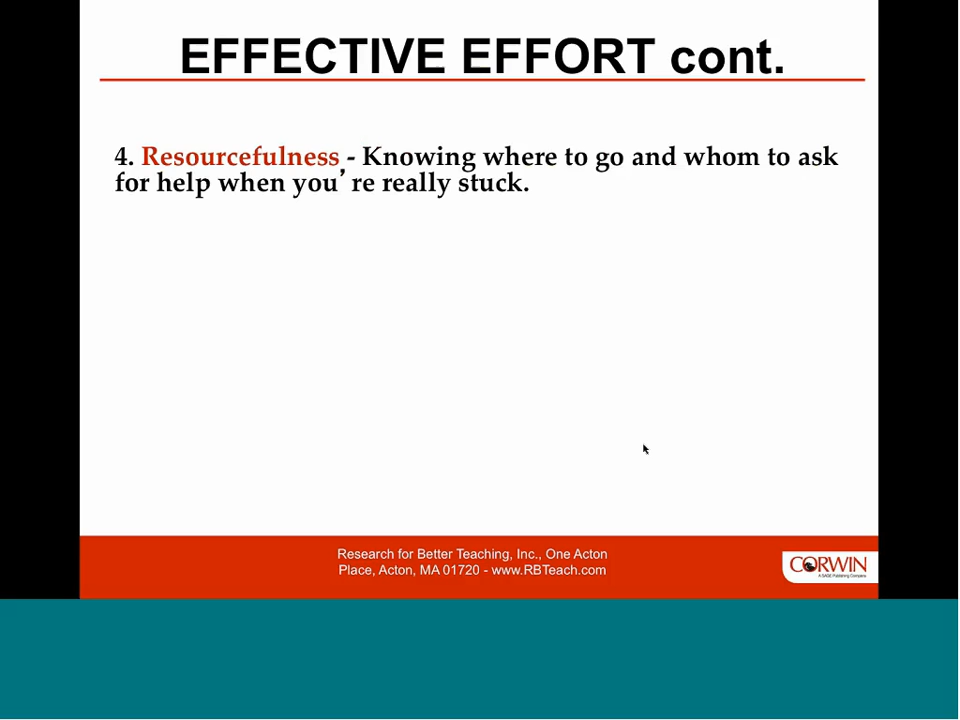 EFFECTIVE EFFORT cont.
4. Resourcefulness - Knowing where to go and whom to ask
for help when you’re really stuck.
Research for Better Teaching, Inc., One Acton
Place, Acton, MA 01720 - www.RBTeach.com
CORWIN
A SAGE Publishing Company